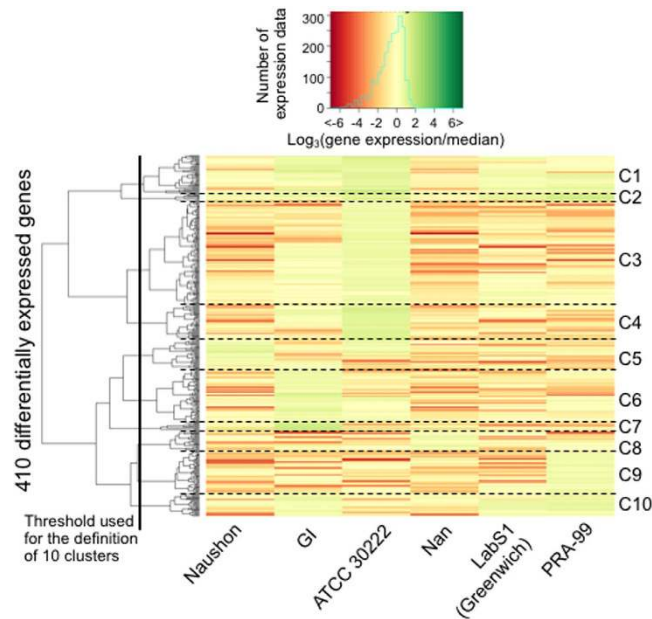 Number of
expression data
300
200
100
0
<-6 -4 -2 0 2 4 6>
Log3(gene expression/median)
410 differentially expressed genes
C1
C2
C3
C4
C5
C6
C7
C8
C9
C10
Threshold used
for the definition
of 10 clusters
Naushon
GI
ATCC 30222
Nan
LabS1
(Greenwich)
PRA-99